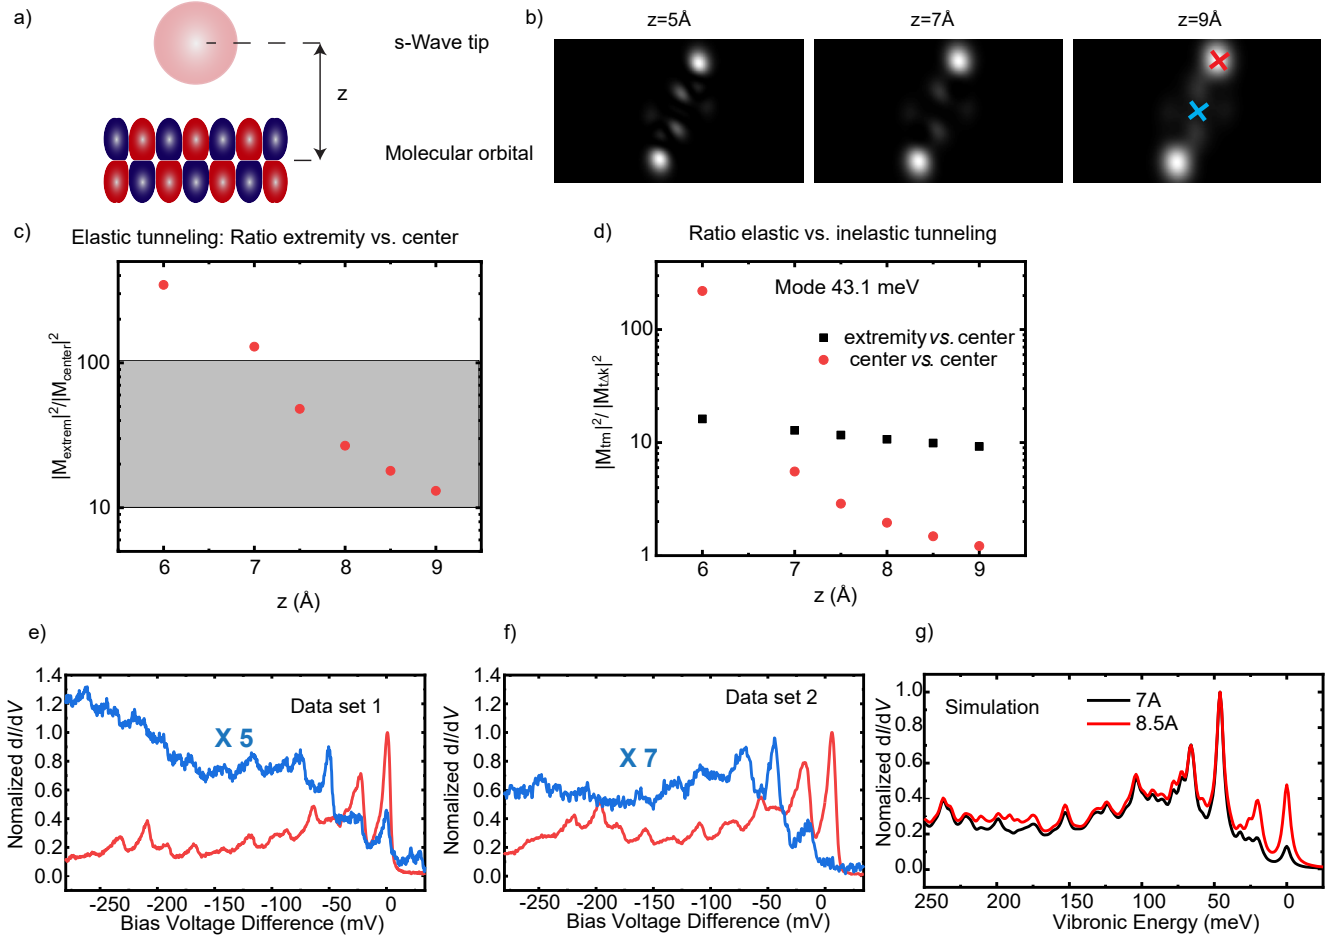 a)
s-Wave tip
z
Molecular orbital
b)
z=5Å
z=7Å
z=9Å
c)
Elastic tunneling: Ratio extremity vs. center
|M_extrem|²/|M_center|²
100
10
6
7
8
9
z (Å)
d)
Ratio elastic vs. inelastic tunneling
Mode 43.1 meV
extremity vs. center
center vs. center
|M_tm|²/ |M_tΔk|²
100
10
1
6
7
8
9
z (Å)
e)
Data set 1
X 5
Nomalized dI/dV
1.4
1.2
1.0
0.8
0.6
0.4
0.2
0.0
-250 -200 -150 -100 -50 0
Bias Voltage Difference (mV)
f)
Data set 2
X 7
Nomalized dI/dV
1.4
1.2
1.0
0.8
0.6
0.4
0.2
0.0
-250 -200 -150 -100 -50 0
Bias Voltage Difference (mV)
g)
Simulation
7A
8.5A
Nomalized dI/dV
1.0
0.8
0.6
0.4
0.2
0.0
250 200 150 100 50 0
Vibronic Energy (meV)